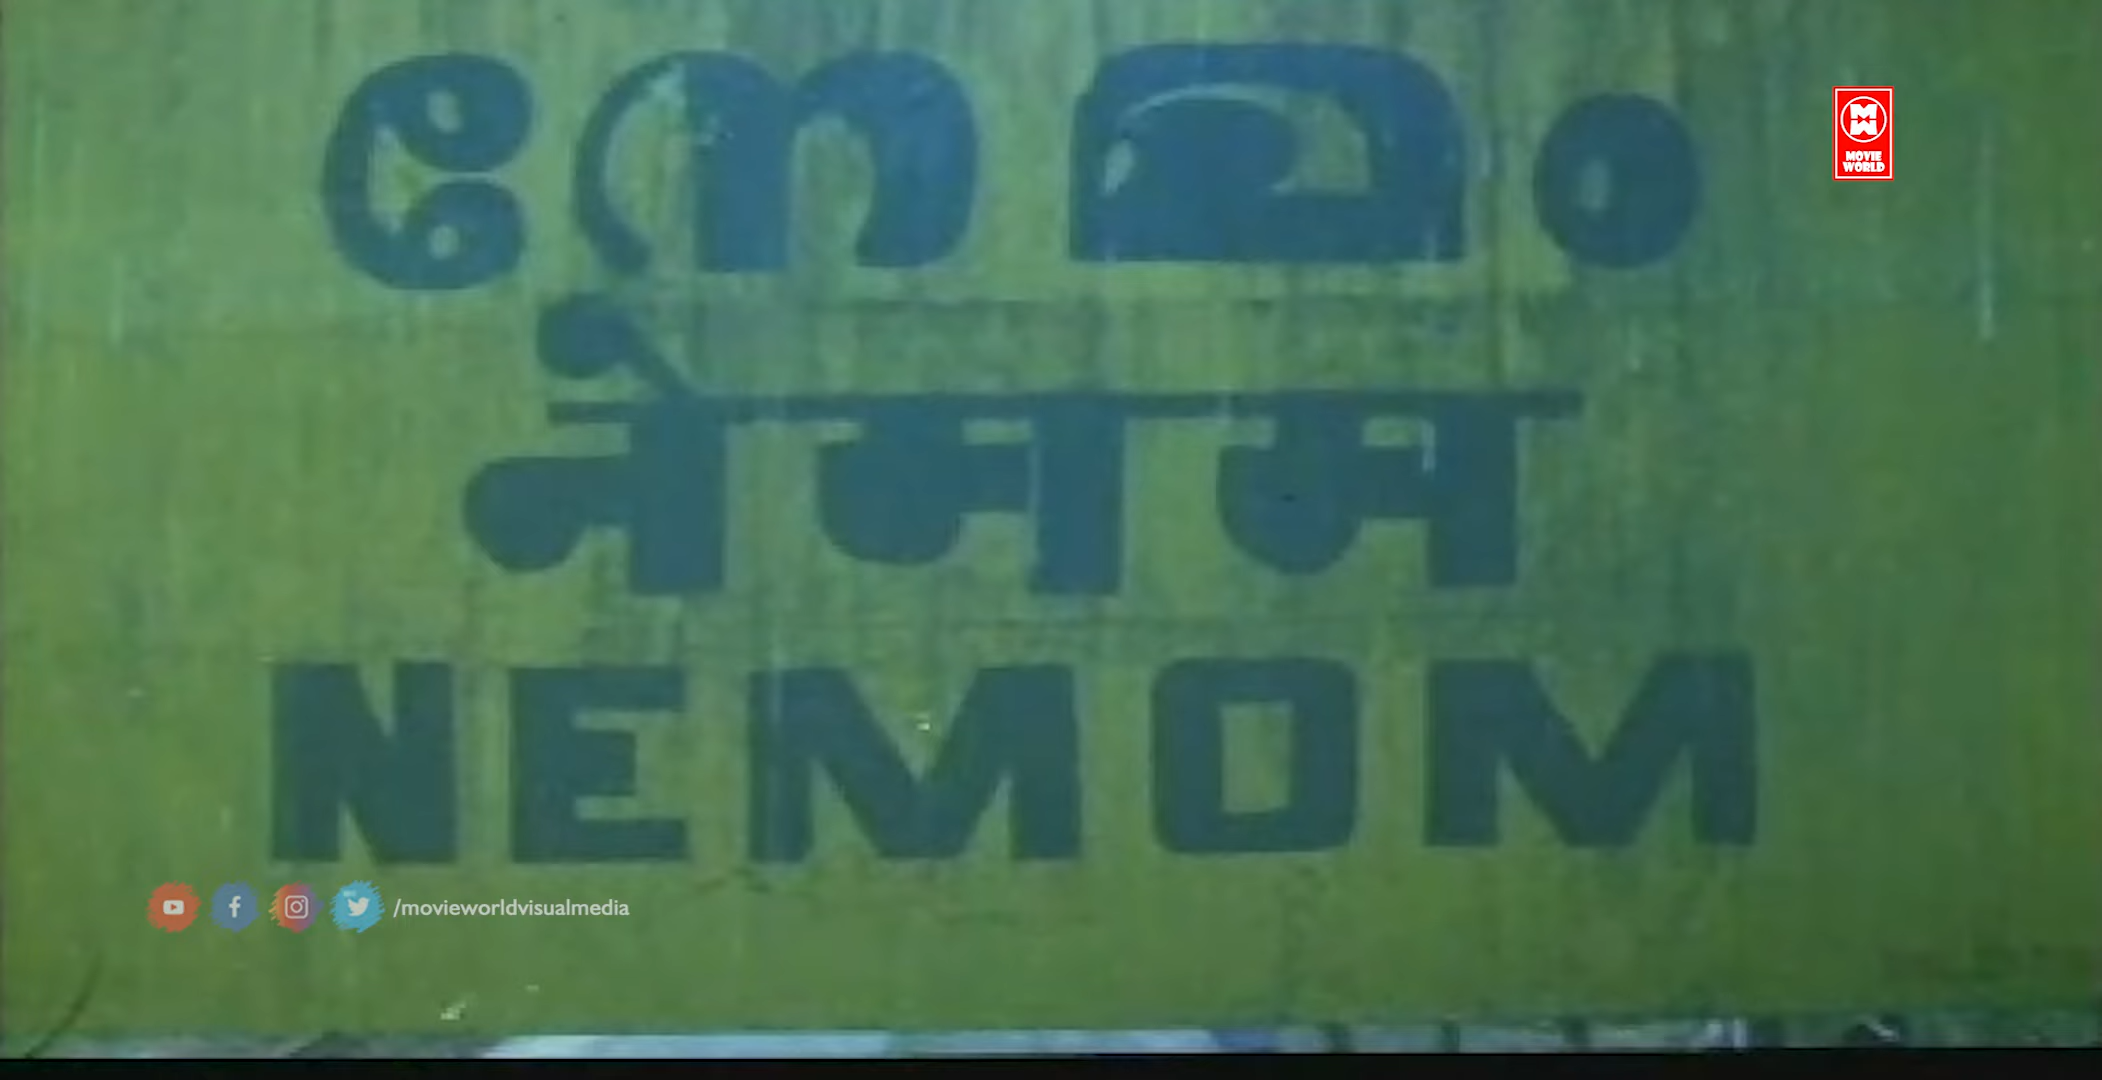 നേമം
MOVIE
WORLD
नेमम
NEMOM
/movieworldvisualmedia